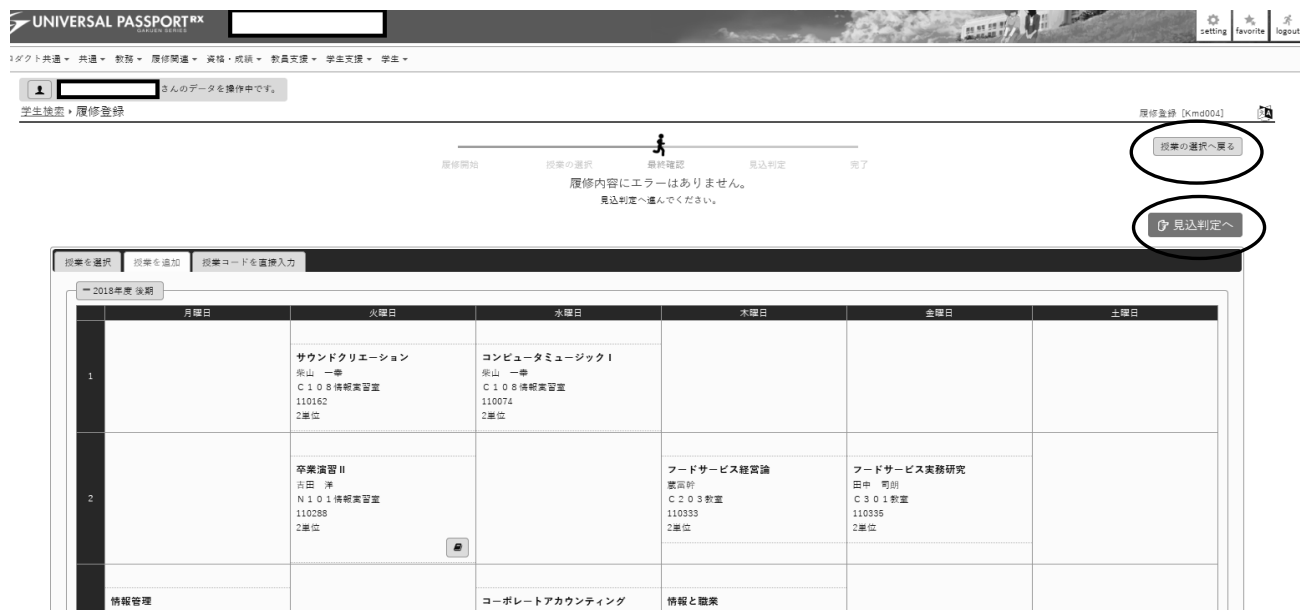 UNIVERSAL PASSPORT RX
GAKUEN SERIES
setting favorite logout
ロダクト共通 共通 教務 履修関連 資格・成績 教員支援 学生支援 学生
さんのデータを操作中です。
学生検索 履修登録
履修登録 [Kmd004]
授業の選択へ戻る
履修開始 授業の選択 最終確認 見込判定 完了
履修内容にエラーはありません。
見込判定へ進んでください。
見込判定へ
授業を選択 授業を追加 授業コードを直接入力
2018年度 後期
月曜日 火曜日 水曜日 木曜日 金曜日 土曜日
1
サウンドクリエーション
柴山 一幸
C108情報実習室
110162
2単位
コンピュータミュージックⅠ
柴山 一幸
C108情報実習室
110074
2単位
2
卒業演習Ⅱ
吉田 洋
N101情報実習室
110288
2単位
フードサービス経営論
C203教室
110333
2単位
フードサービス実務研究
田中 司朗
C301教室
110335
2単位
情報管理
コーポレートアカウンティング
情報と職業